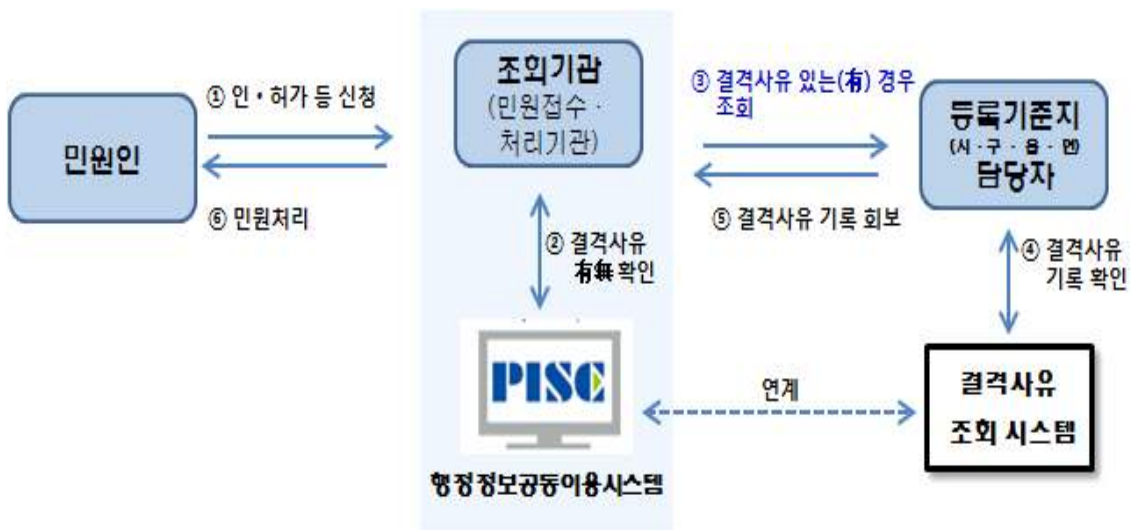 민원인
① 인・허가 등 신청
⑥ 민원처리
조회기관
(민원접수 ·
처리기관)
② 결격사유
有無 확인
PISC
행정정보공동이용시스템
③ 결격사유 있는(有) 경우
조회
⑤ 결격사유 기록 회보
등록기준지
(시·구·읍·면)
담당자
④ 결격사유
기록 확인
연계
결격사유
조회 시스템